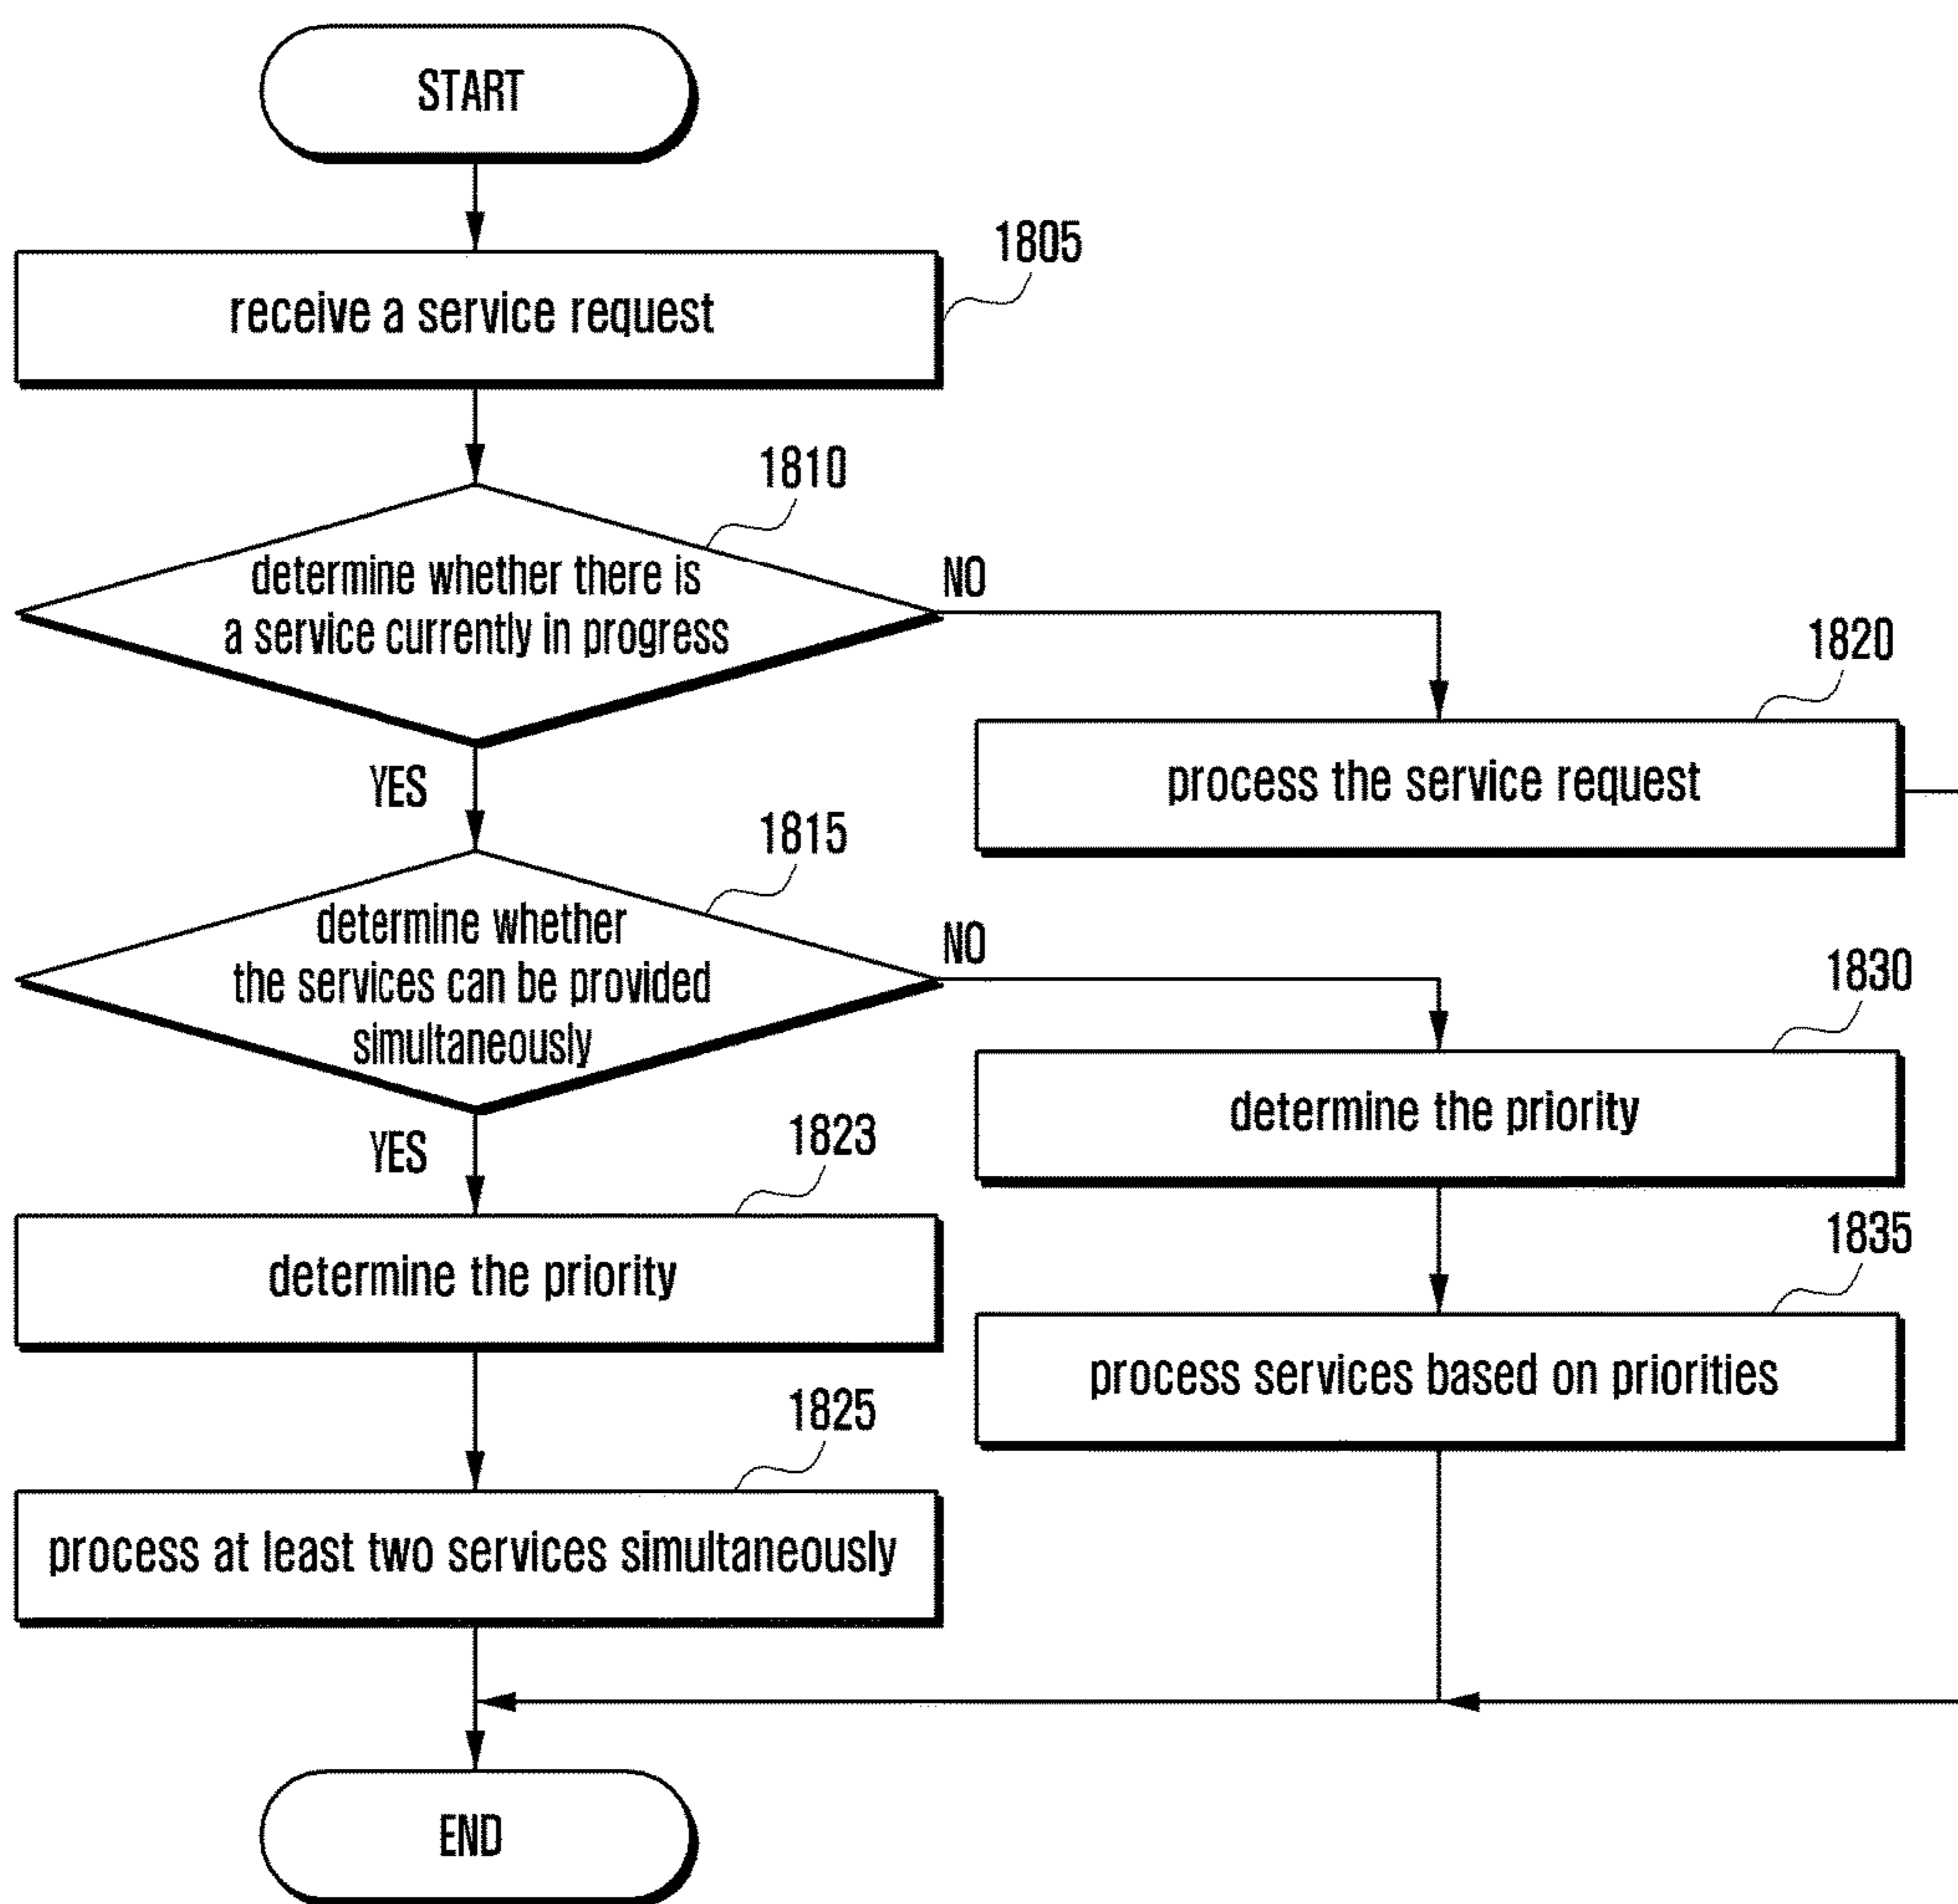 START
receive a service request
1805
1810
determine whether there is
a service currently in progress
NO
YES
1820
process the service request
1815
determine whether
the services can be provided
simultaneously
NO
YES
1830
determine the priority
1823
determine the priority
1835
process services based on priorities
1825
process at least two services simultaneously
END